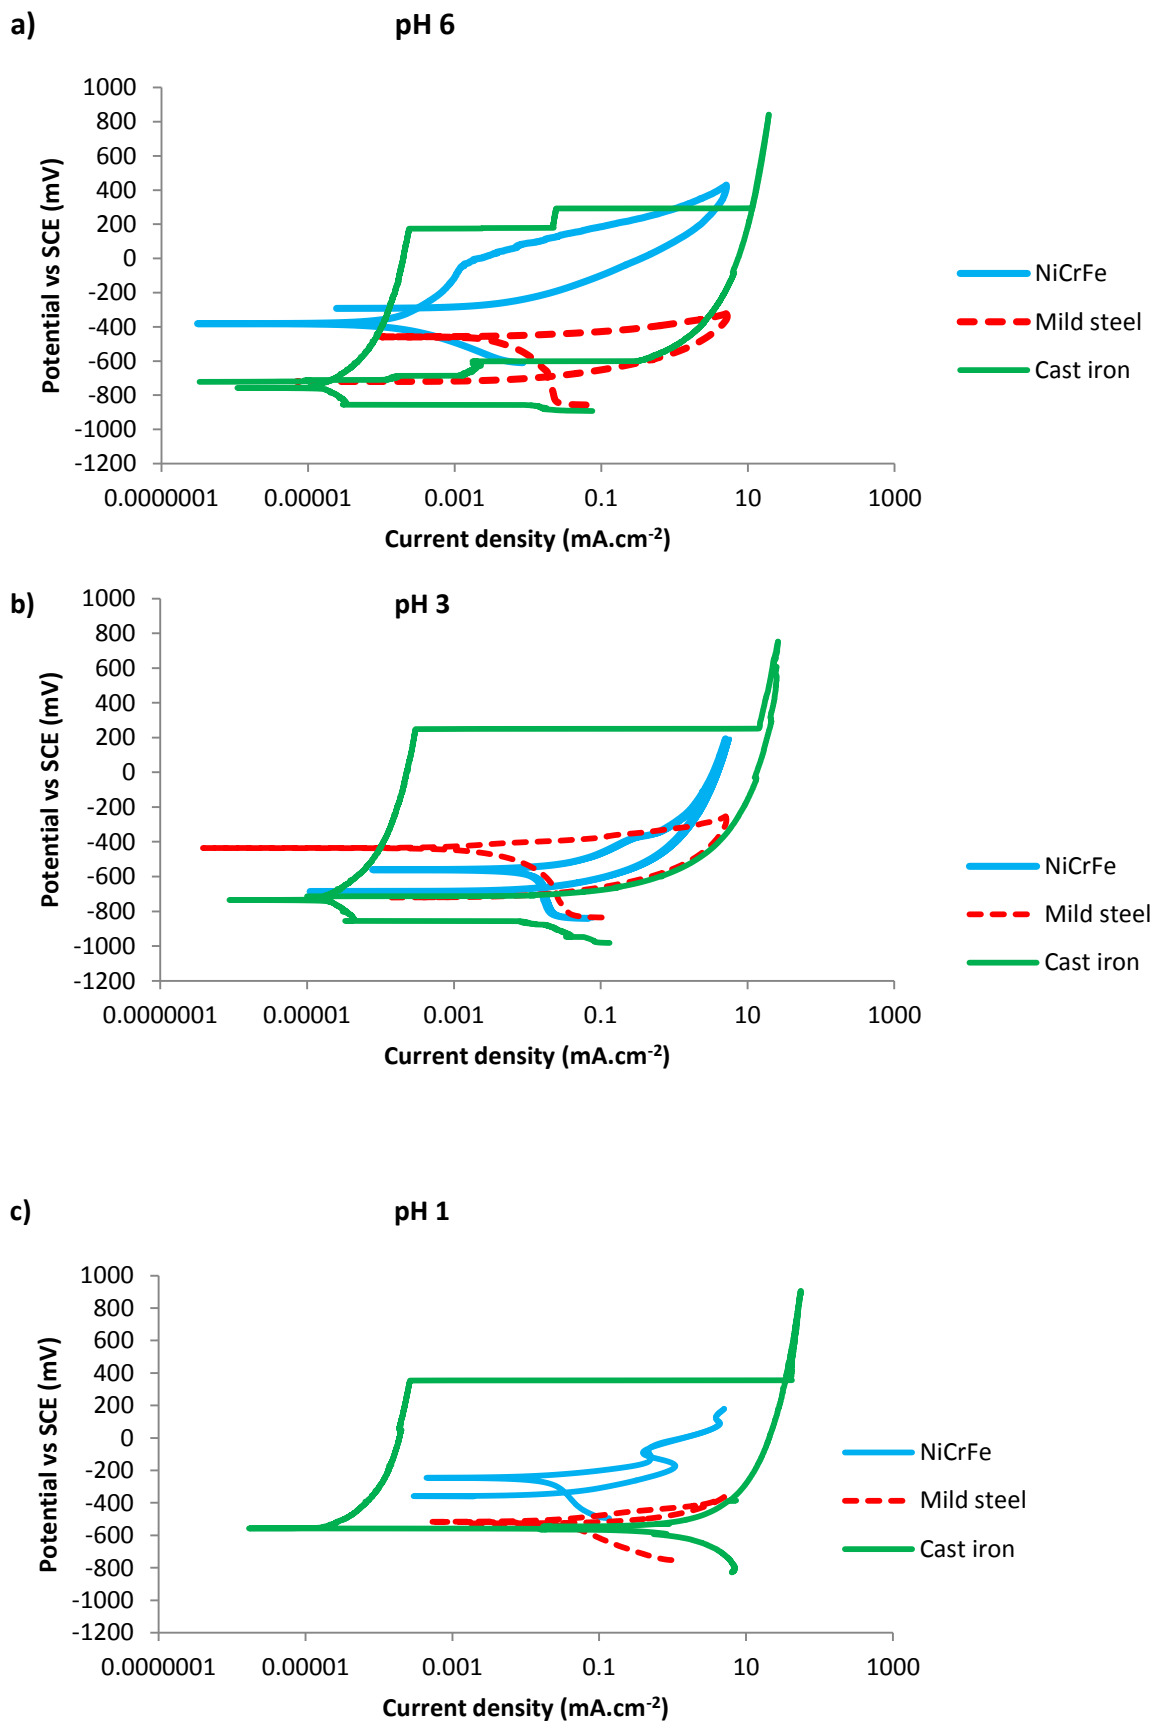 a)
pH 6
1000
800
600
400
200
0
-200
-400
-600
-800
-1000
-1200
Potential vs SCE (mV)
0.0000001 0.00001 0.001 0.1 10 1000
Current density (mA.cm-2)
NiCrFe
Mild steel
Cast iron
b)
pH 3
1000
800
600
400
200
0
-200
-400
-600
-800
-1000
-1200
Potential vs SCE (mV)
0.0000001 0.00001 0.001 0.1 10 1000
Current density (mA.cm-2)
NiCrFe
Mild steel
Cast iron
c)
pH 1
1000
800
600
400
200
0
-200
-400
-600
-800
-1000
-1200
Potential vs SCE (mV)
0.0000001 0.00001 0.001 0.1 10 1000
Current density (mA.cm-2)
NiCrFe
Mild steel
Cast iron